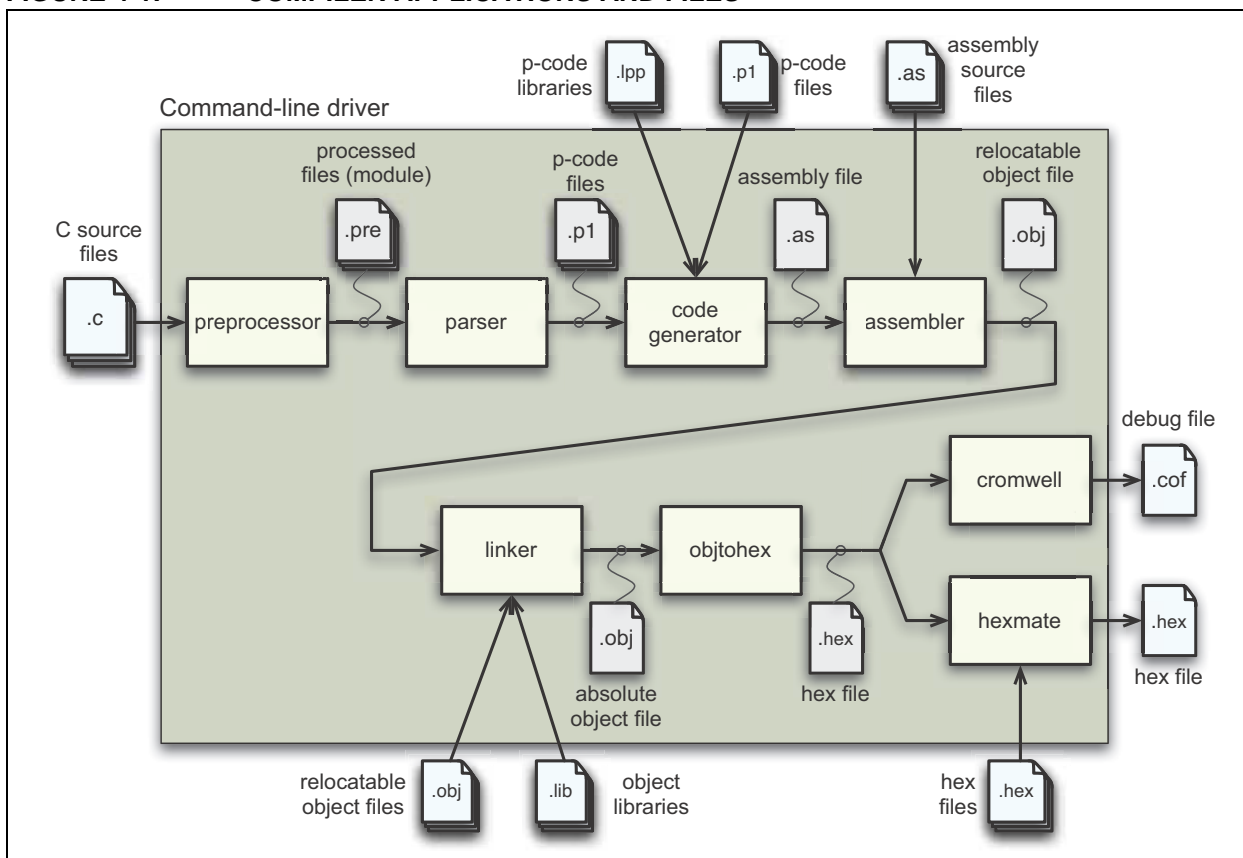 FIGURE 4-1: COMPILER APPLICATIONS AND FILES
p-code
libraries
.lpp
.p1
p-code
files
.as
assembly
source
files
Command-line driver
processed
files (module)
p-code
files
assembly file
relocatable
object file
C source
files
.pre
.p1
.as
.obj
.c
preprocessor
parser
code
generator
assembler
debug file
cromwell
.cof
linker
objtohex
hexmate
.obj
.hex
.hex
absolute
object file
hex file
hex file
relocatable
object files
.obj
.lib
object
libraries
hex
files
.hex